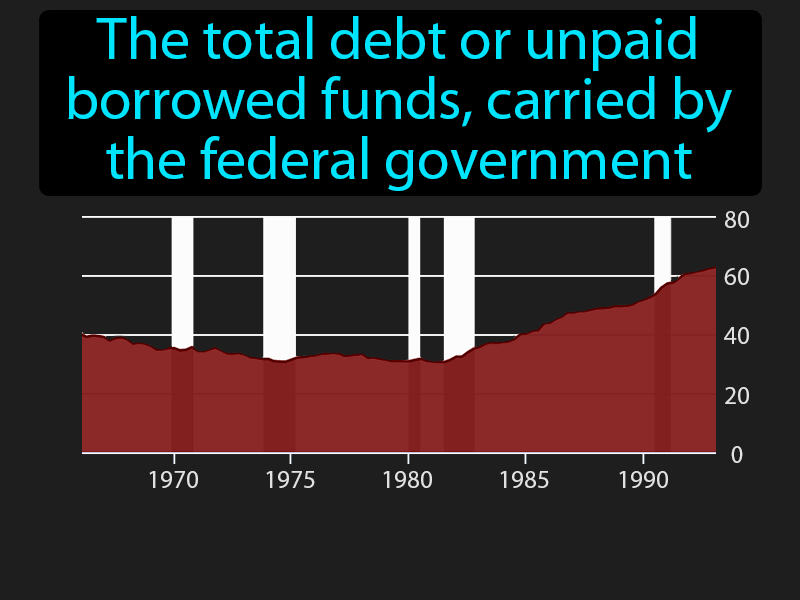 The total debt or unpaid
borrowed funds, carried by
the federal government
80
60
40
20
0
1970 1975 1980 1985 1990